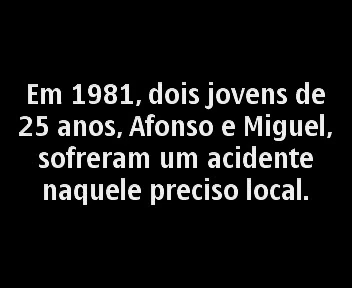 Em 1981, dois jovens de
25 anos, Afonso e Miguel,
sofreram um acidente
naquele preciso local.